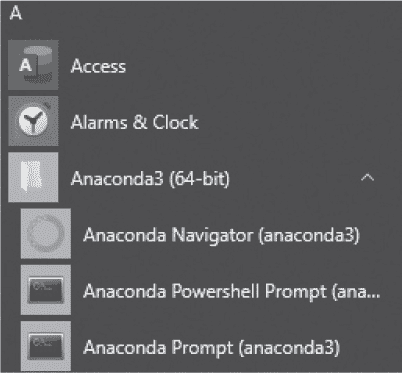 A
Access
Alarms & Clock
Anaconda3 (64-bit)
Anaconda Navigator (anaconda3)
Anaconda Powershell Prompt (ana...
Anaconda Prompt (anaconda3)